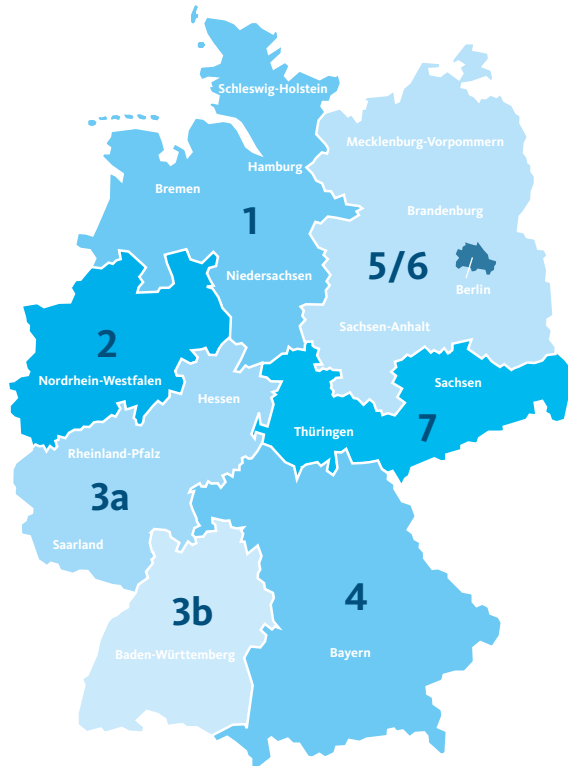 Schleswig-Holstein
Mecklenburg-Vorpommern
Hamburg
Bremen
Brandenburg
1
5/6
Niedersachsen
Berlin
Sachsen-Anhalt
2
Nordrhein-Westfalen
Sachsen
Hessen
Thüringen
7
Rheinland-Pfalz
3a
Saarland
4
3b
Bayern
Baden-Württemberg